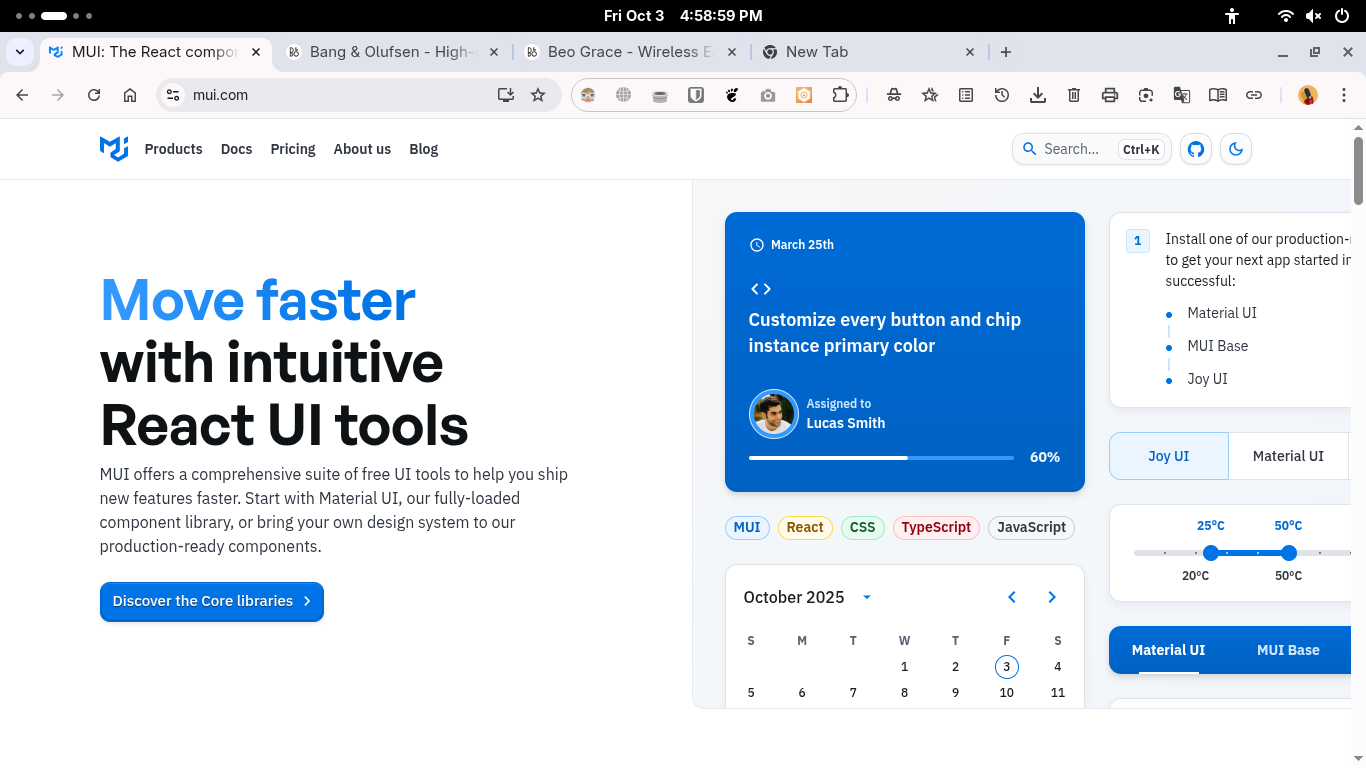 Fri Oct 3 4:58:59 PM
MUI: The React compo
Bang & Olufsen - High-
Beo Grace - Wireless E
New Tab
mui.com
Products Docs Pricing About us Blog
Search... Ctrl+K
Move faster
with intuitive
React UI tools
MUI offers a comprehensive suite of free UI tools to help you ship
new features faster. Start with Material UI, our fully-loaded
component library, or bring your own design system to our
production-ready components.
Discover the Core libraries
March 25th
Customize every button and chip
instance primary color
Assigned to
Lucas Smith
60%
MUI React CSS TypeScript JavaScript
October 2025
S M T W T F S
1 2 3 4
5 6 7 8 9 10 11
1
Install one of our production-
to get your next app started in
successful:
Material UI
MUI Base
Joy UI
Joy UI Material UI
25°C 50°C
20°C 50°C
Material UI MUI Base